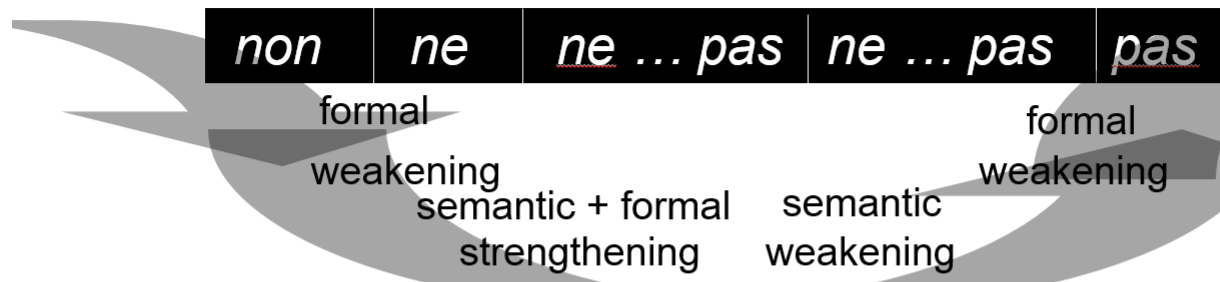 non ne ne … pas ne … pas pas
formal
weakening
semantic + formal
strengthening
semantic
weakening
formal
weakening